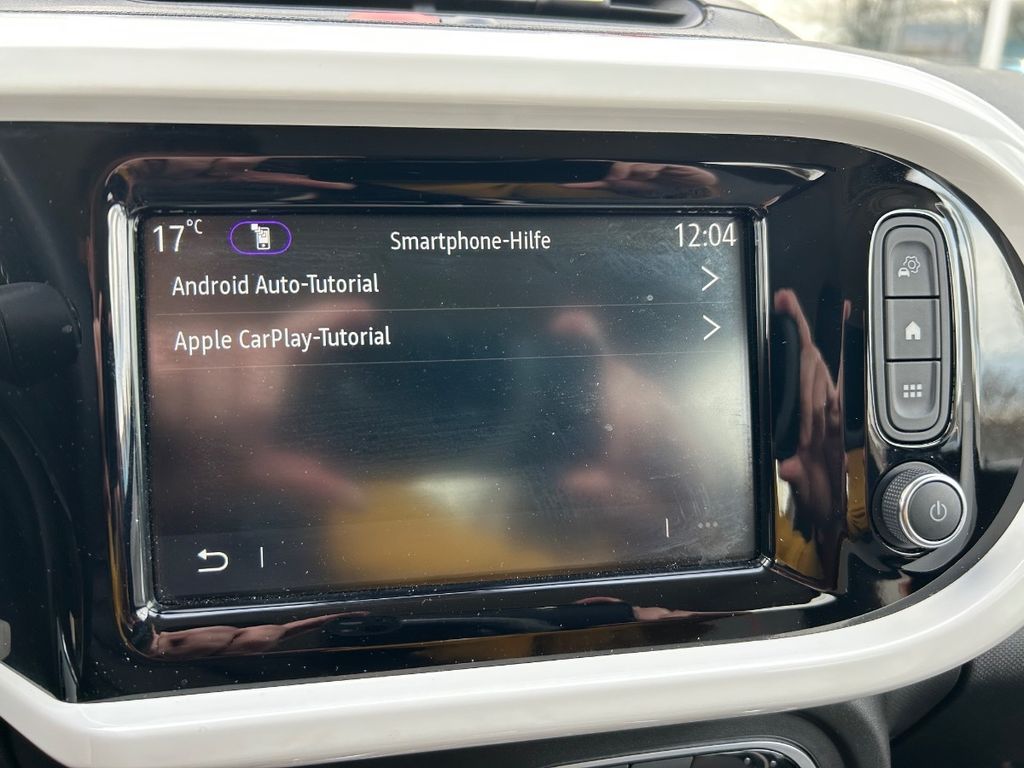 17°C Smartphone-Hilfe 12:04
Android Auto-Tutorial
Apple CarPlay-Tutorial